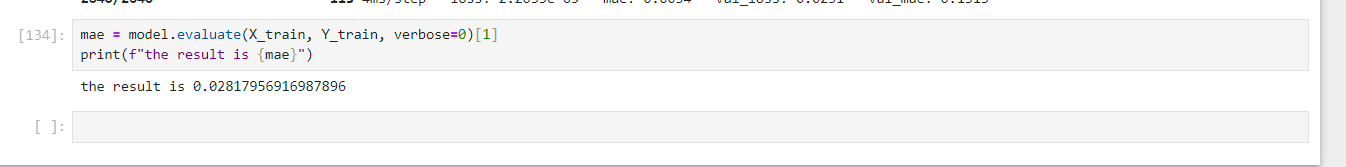 [134]: mae = model.evaluate(X_train, Y_train, verbose=0)[1]
print(f"the result is {mae}")
the result is 0.02817956916987896
[ ]: